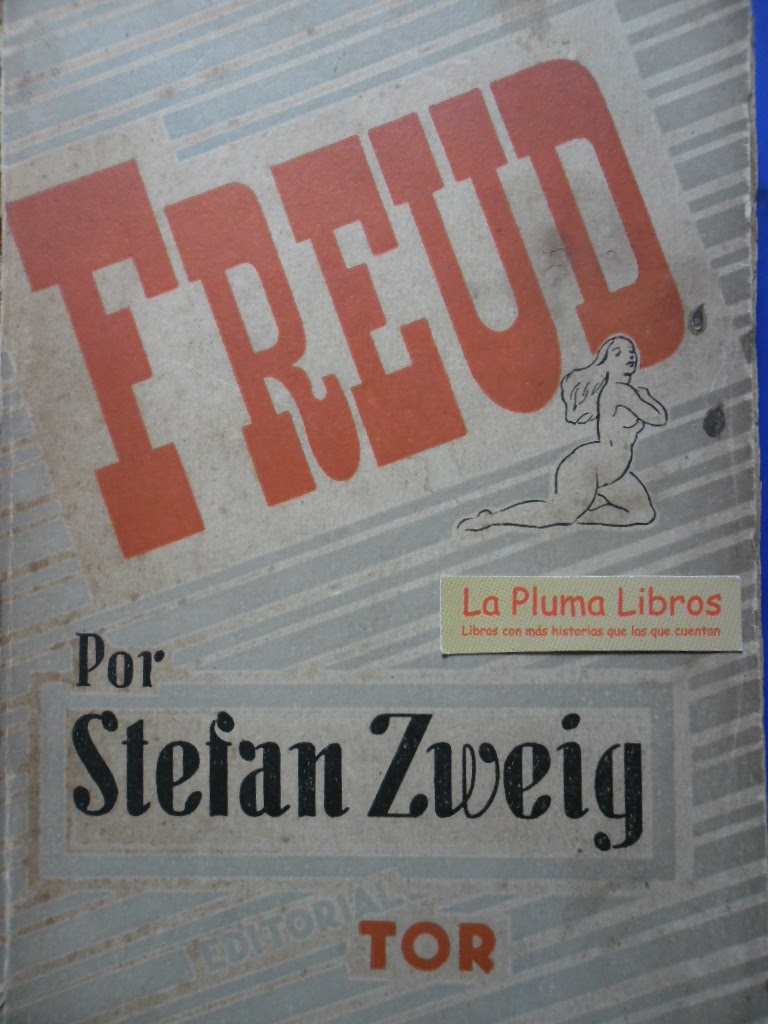 FREUD
La Pluma Libros
Libros con más historias que las que cuentan
Por
Stefan Zweig
EDITORIAL
TOR